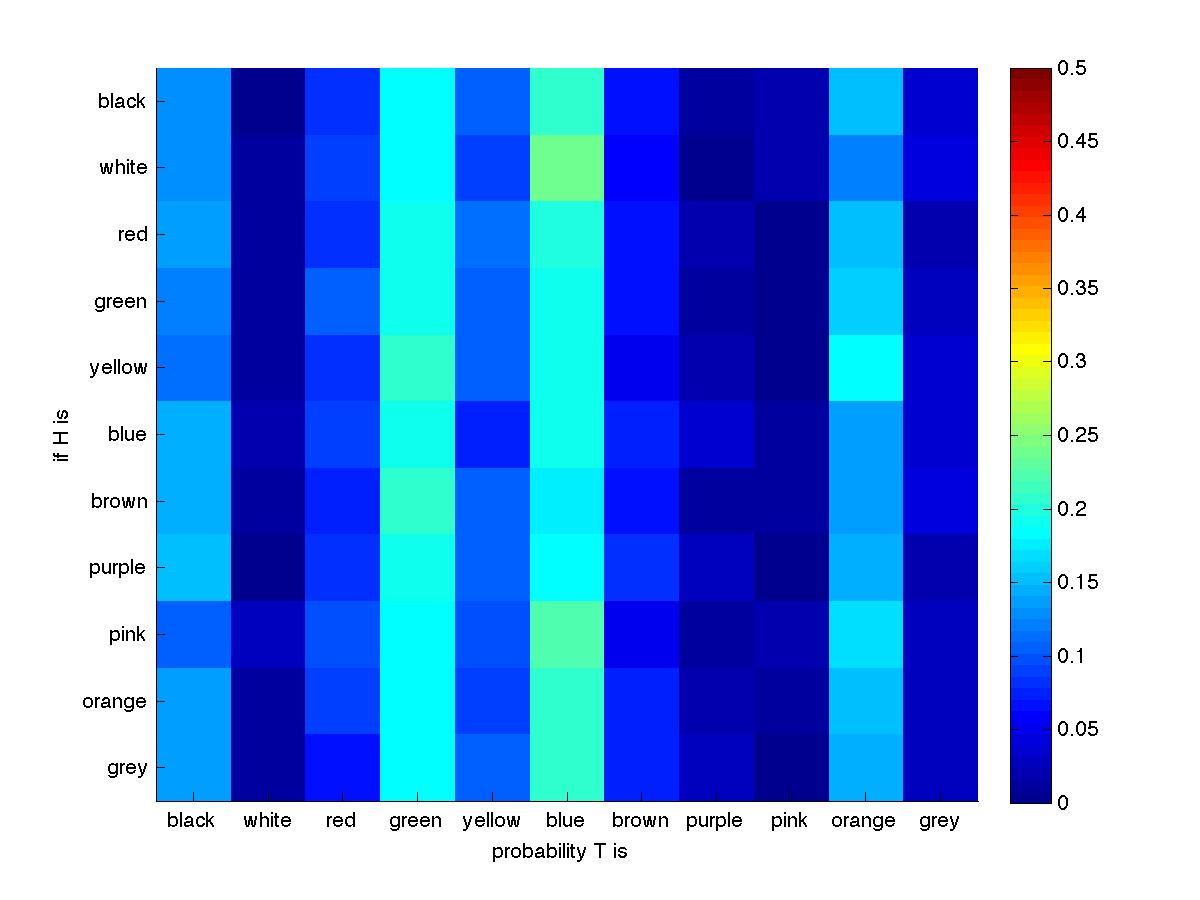 black
white
red
green
yellow
blue
brown
purple
pink
orange
grey
if H is
black white red green yellow blue brown purple pink orange grey
probability T is
0.5
0.45
0.4
0.35
0.3
0.25
0.2
0.15
0.1
0.05
0